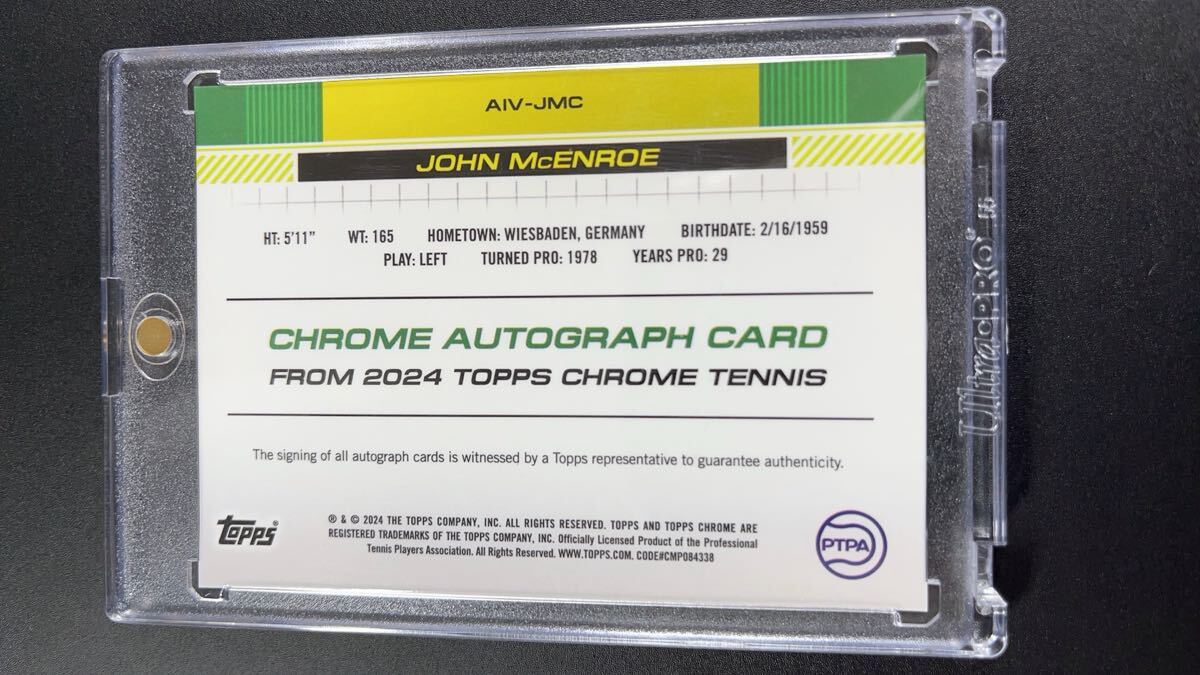 AIV-JMC
JOHN McENROE
HT: 5'11" WT: 165 HOMETOWN: WIESBADEN, GERMANY BIRTHDATE: 2/16/1959
PLAY: LEFT TURNED PRO: 1978 YEARS PRO: 29
CHROME AUTOGRAPH CARD
FROM 2024 TOPPS CHROME TENNIS
The signing of all autograph cards is witnessed by a Topps representative to guarantee authenticity.
Topps®
® & © 2024 THE TOPPS COMPANY, INC. ALL RIGHTS RESERVED. TOPPS AND TOPPS CHROME ARE
REGISTERED TRADEMARKS OF THE TOPPS COMPANY, INC. Officially Licensed Product of the Professional
Tennis Players Association. All Rights Reserved. WWW.TOPPS.COM. CODE#CMP084338
PTPA
UltraPRO®